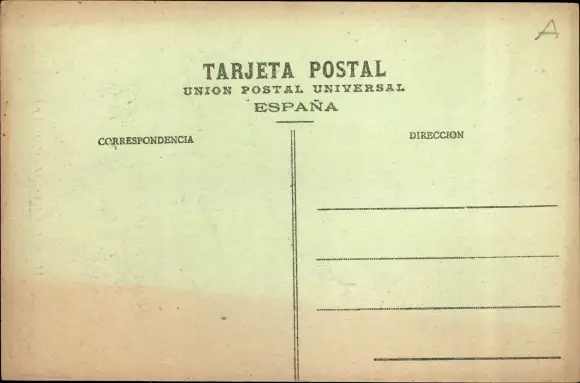 A
TARJETA POSTAL
UNION POSTAL UNIVERSAL
ESPAÑA
CORRESPONDENCIA
DIRECCION